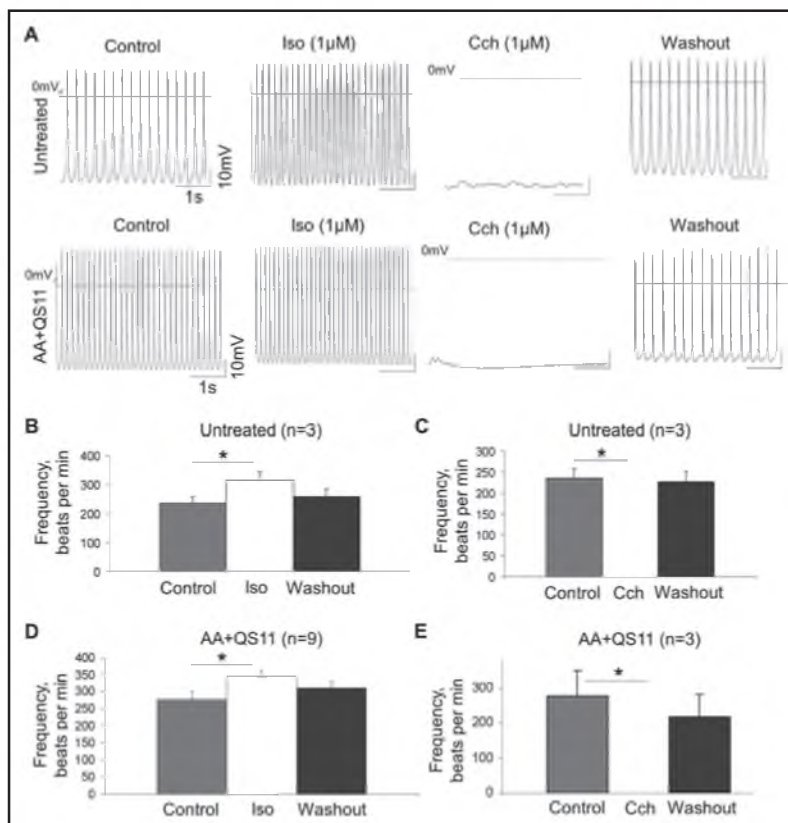 A
Control
Iso (1µM)
Cch (1µM)
Washout
0mV
0mV
Untreated
1s
10mV
Control
Iso (1µM)
Cch (1µM)
Washout
0mV
0mV
AA+QS11
1s
10mV
B
Untreated (n=3)
Frequency,
beats per min
400
300
200
100
0
*
Control Iso Washout
C
Untreated (n=3)
Frequency,
beats per min
300
250
200
150
100
50
0
*
Control Cch Washout
D
AA+QS11 (n=9)
Frequency,
beats per min
400
350
300
250
200
150
100
50
0
*
Control Iso Washout
E
AA+QS11 (n=3)
Frequency,
beats per min
300
200
100
0
*
Control Cch Washout